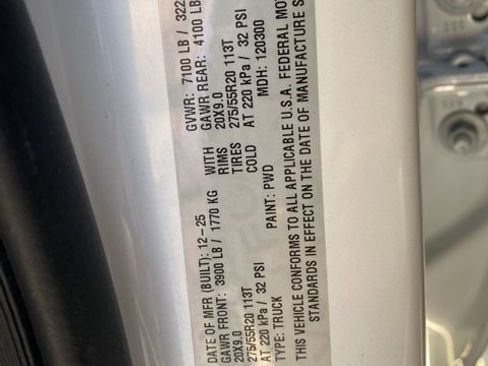 DATE OF MFR (BUILT): 12-25 GVWR: 7100 LB / 322
GAWR FRONT: 3900 LB / 1770 KG WITH GAWR REAR: 4100 LB
20X9.0 RIMS 20X9.0
275/55R20 113T TIRES 275/55R20 113T
AT 220 kPa / 32 PSI COLD AT 220 kPa / 32 PSI
TYPE: TRUCK PAINT: PWD MDH: 120300
THIS VEHICLE CONFORMS TO ALL APPLICABLE U.S.A. FEDERAL MO
STANDARDS IN EFFECT ON THE DATE OF MANUFACTURE S